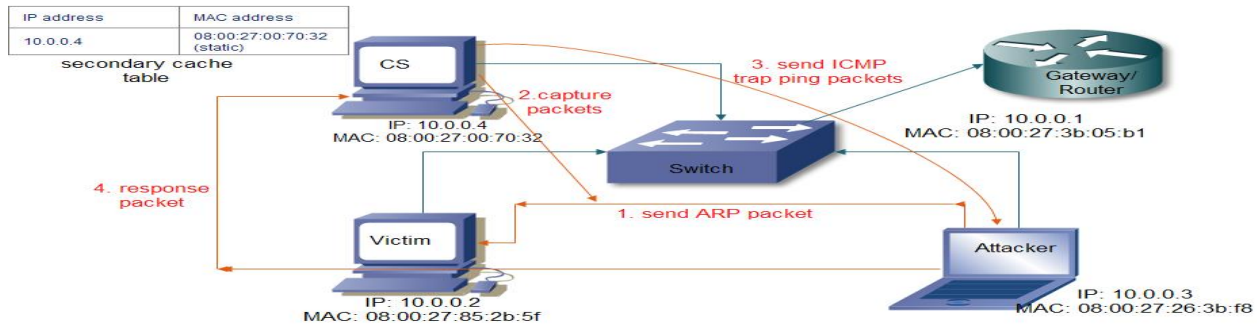 IP address MAC address
10.0.0.4 08:00:27:00:70:32
(static)
secondary cache
table
CS
IP: 10.0.0.4
MAC: 08:00:27:00:70:32
2.capture
packets
3. send ICMP
trap ping packets
Gateway/
Router
IP: 10.0.0.1
MAC: 08:00:27:3b:05:b1
Switch
4. response
packet
1. send ARP packet
Victim
IP: 10.0.0.2
MAC: 08:00:27:85:2b:5f
Attacker
IP: 10.0.0.3
MAC: 08:00:27:26:3b:f8